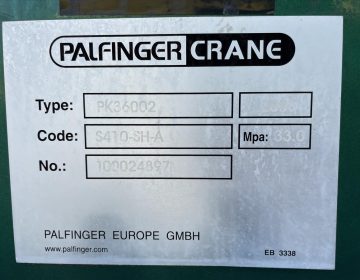 PALFINGER CRANE
Type: PK36002
Code: S410-SH-A Mpa: 33.0
No.: 100024897
PALFINGER EUROPE GMBH
www.palfinger.com EB 3338